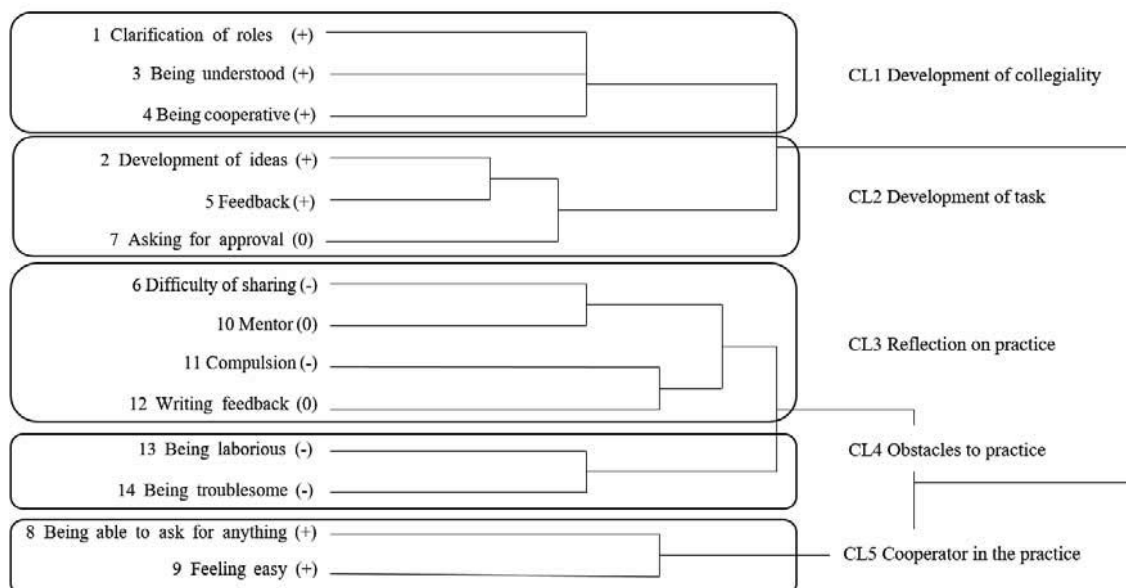 1 Clarification of roles (+)
3 Being understood (+)
4 Being cooperative (+)
CL1 Development of collegiality
2 Development of ideas (+)
5 Feedback (+)
7 Asking for approval (0)
CL2 Development of task
6 Difficulty of sharing (-)
10 Mentor (0)
11 Compulsion (-)
12 Writing feedback (0)
CL3 Reflection on practice
13 Being laborious (-)
14 Being troublesome (-)
CL4 Obstacles to practice
8 Being able to ask for anything (+)
9 Feeling easy (+)
CL5 Cooperator in the practice